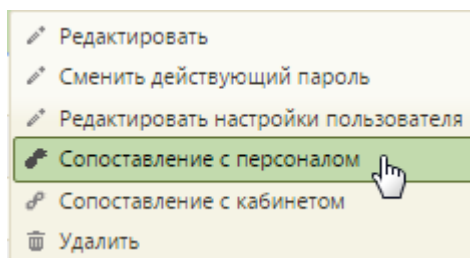 Редактировать
Сменить действующий пароль
Редактировать настройки пользователя
Сопоставление с персоналом
Сопоставление с кабинетом
Удалить